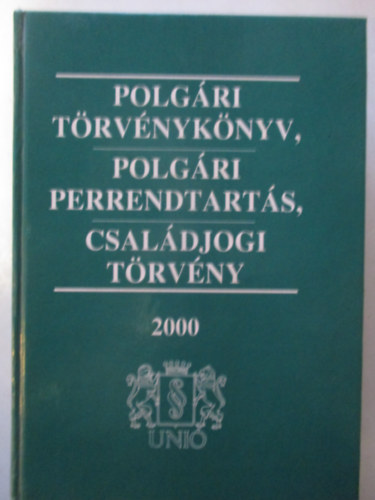 POLGÁRI
TÖRVÉNYKÖNYV,
POLGÁRI
PERRENDTARTÁS,
CSALÁDJOGI
TÖRVÉNY
2000
§
UNIÓ